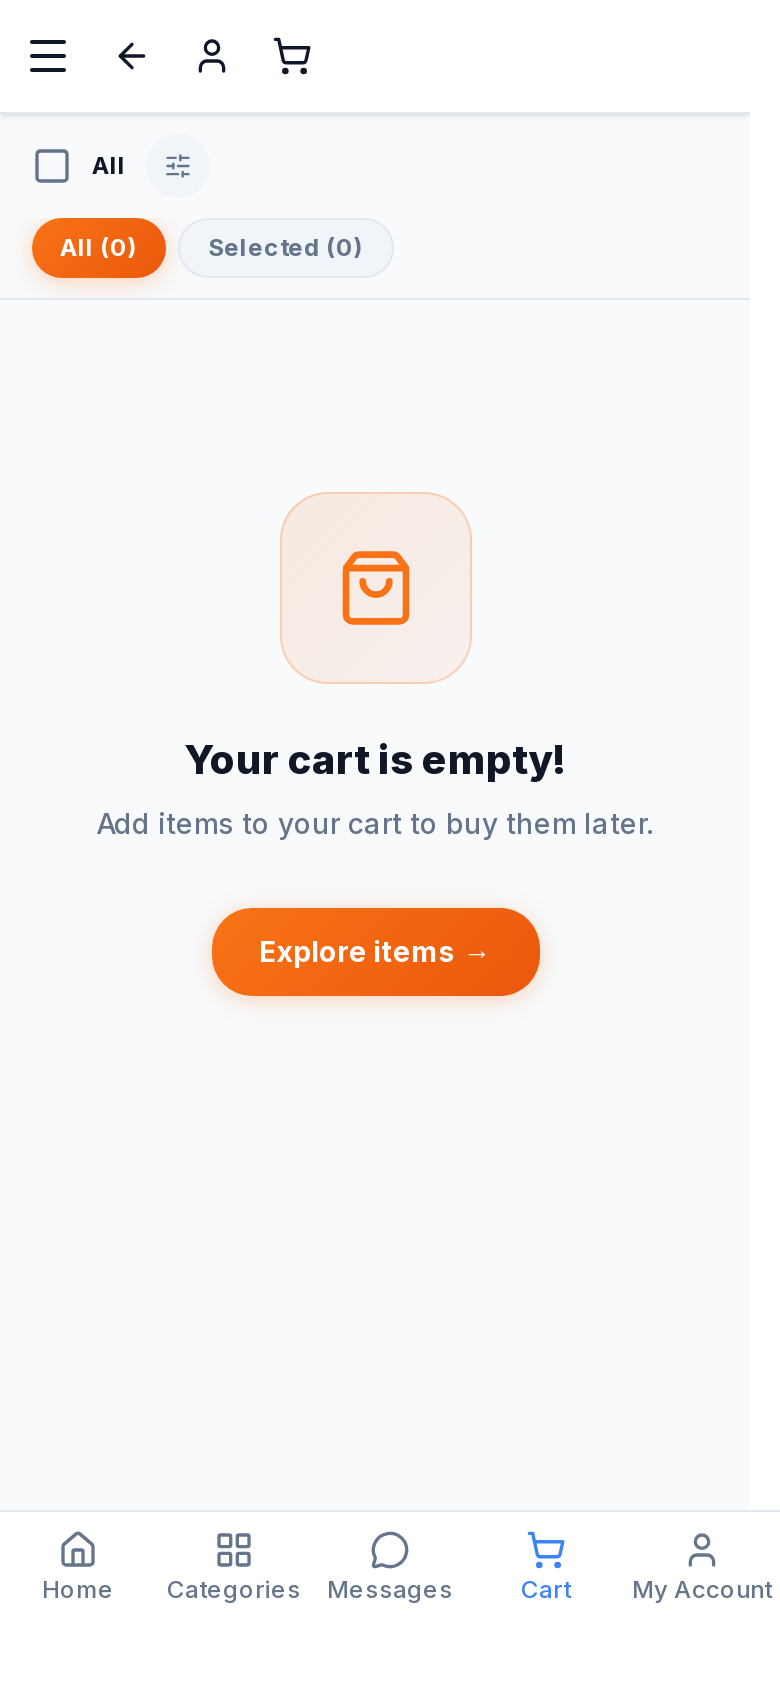 All
All (0) Selected (0)
Your cart is empty!
Add items to your cart to buy them later.
Explore items →
Home Categories Messages Cart My Account